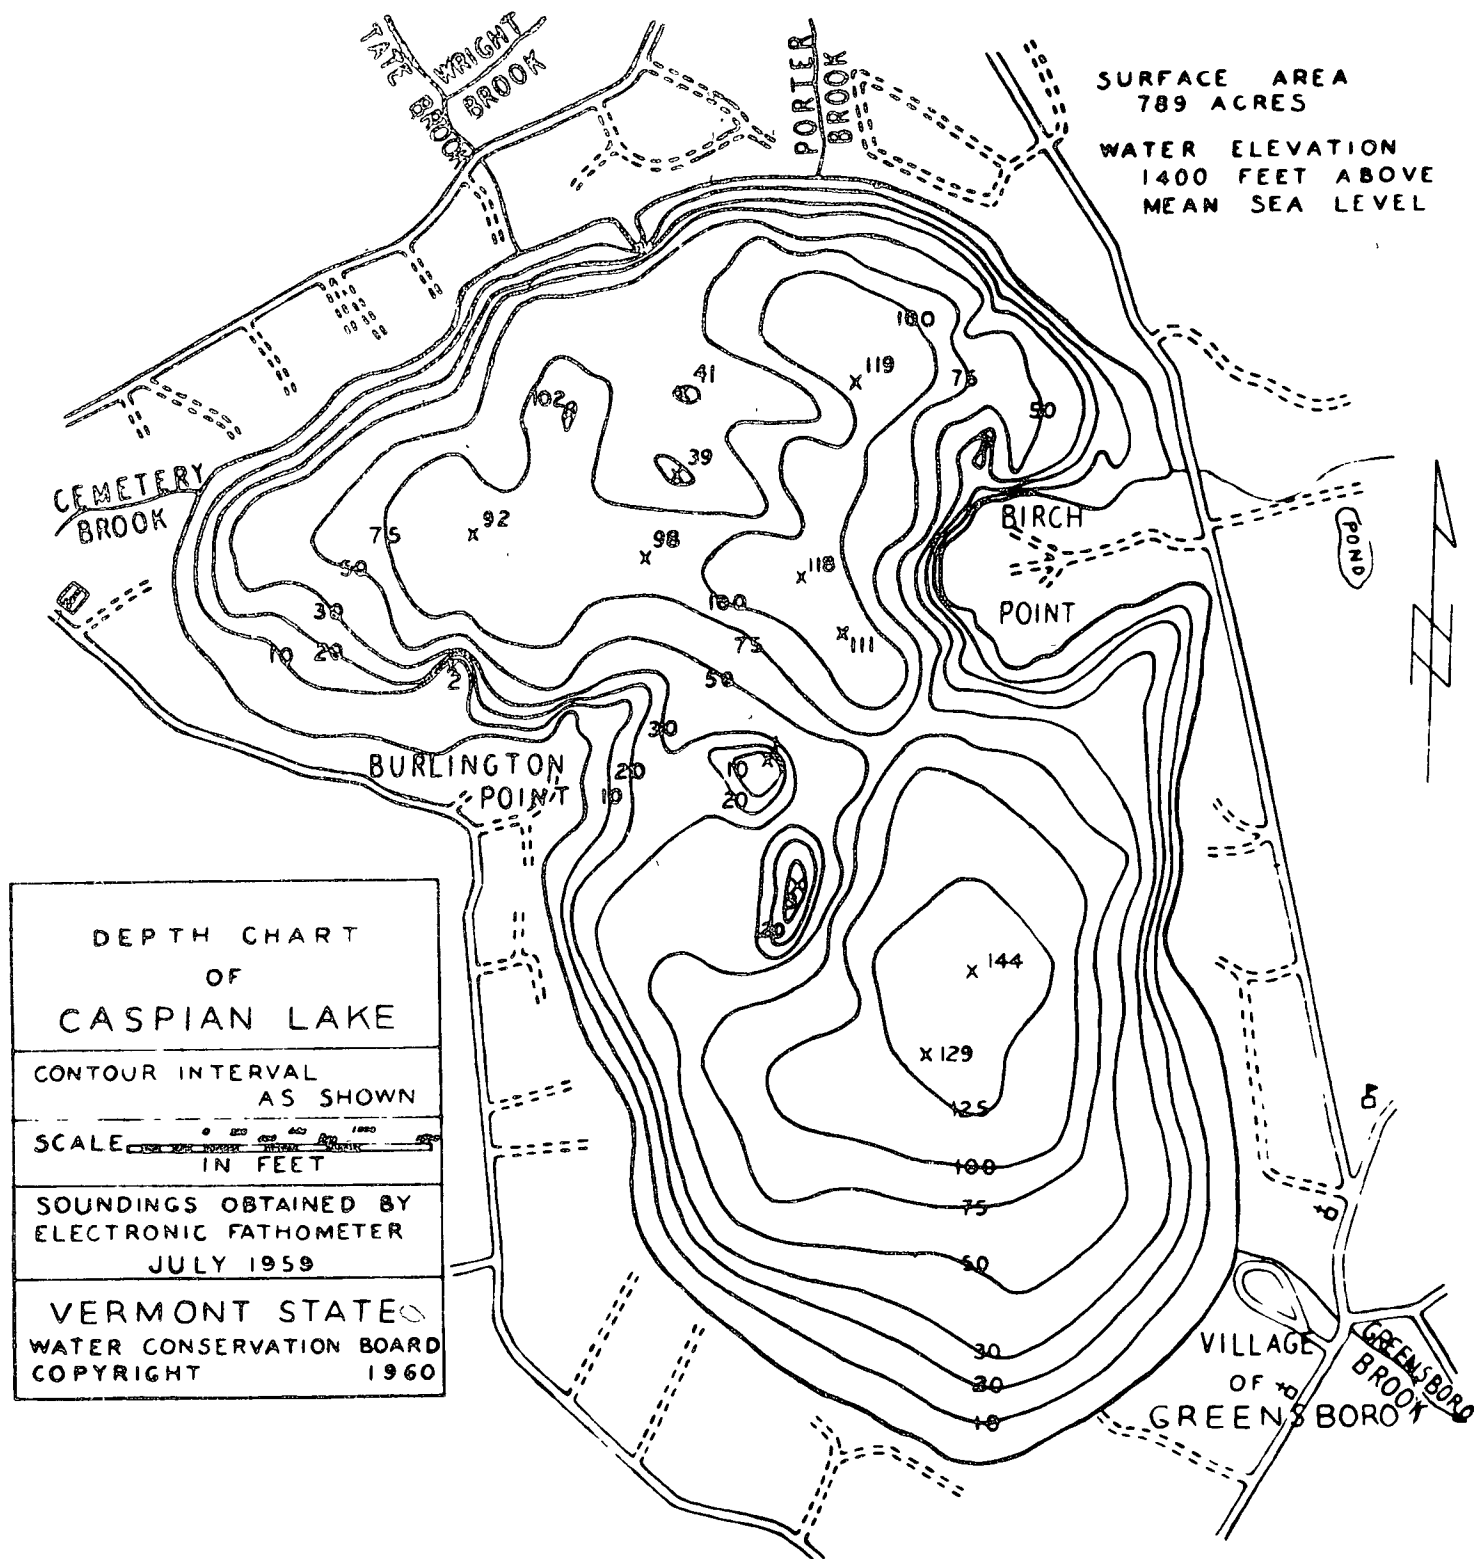 TATE
BROOK
WRIGHT
BROOK
PORTER
BROOK
SURFACE AREA
789 ACRES
WATER ELEVATION
1400 FEET ABOVE
MEAN SEA LEVEL
100
119
41
75
102
50
39
CEMETERY
BROOK
92
75
98
BIRCH
POINT
POND
50
118
100
30
111
75
10
20
2
50
30
BURLINGTON
POINT
10
20
20
10
20
20
144
129
125
100
75
50
30
20
10
DEPTH CHART
OF
CASPIAN LAKE
CONTOUR INTERVAL
AS SHOWN
SCALE
0
1000
IN FEET
SOUNDINGS OBTAINED BY
ELECTRONIC FATHOMETER
JULY 1959
VERMONT STATE
WATER CONSERVATION BOARD
COPYRIGHT 1960
VILLAGE
OF
GREENSBORO
GREENSBORO
BROOK